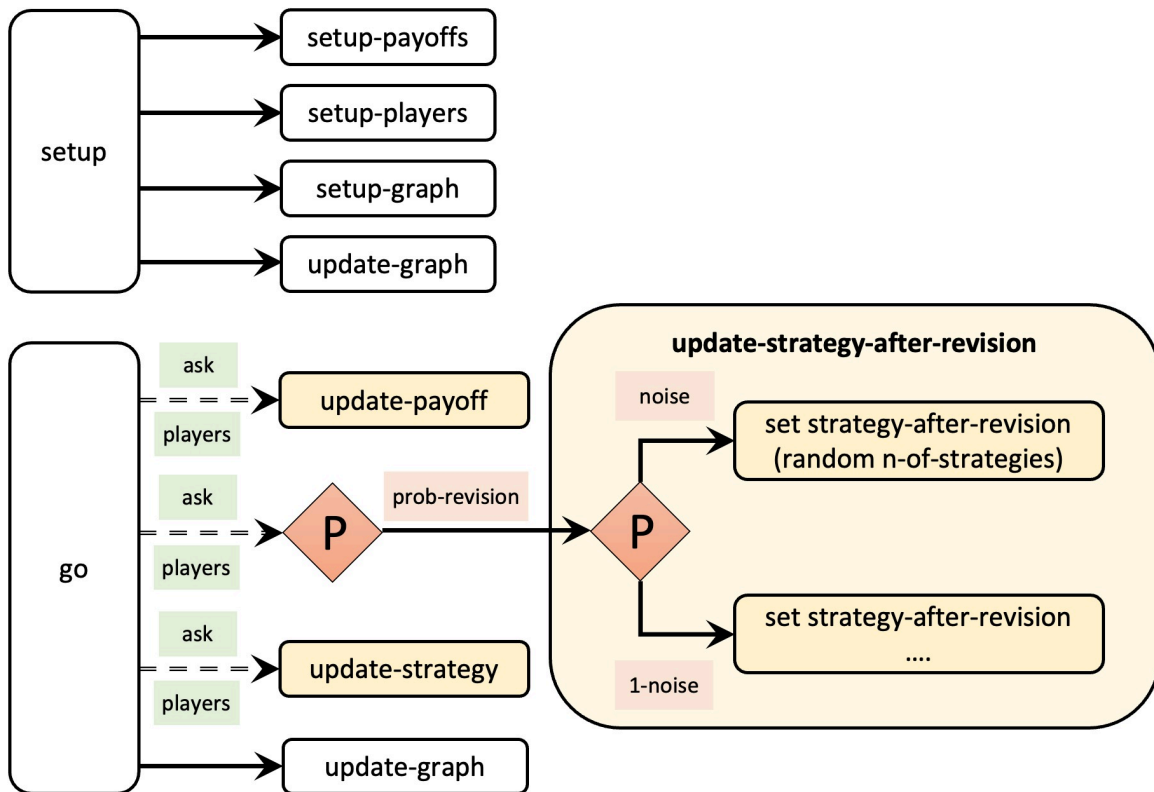 setup
setup-payoffs
setup-players
setup-graph
update-graph
go
ask
players
update-payoff
ask
players
P
prob-revision
ask
players
update-strategy
update-graph
update-strategy-after-revision
P
noise
set strategy-after-revision
(random n-of-strategies)
1-noise
set strategy-after-revision
....